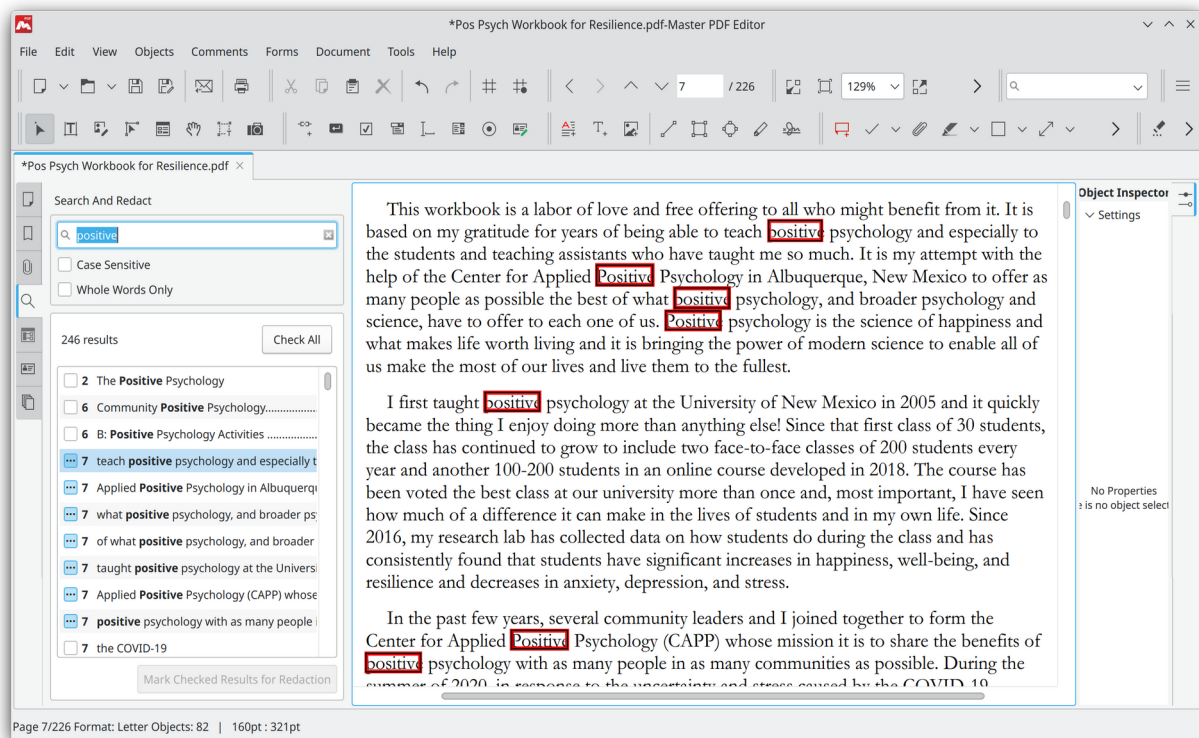 *Pos Psych Workbook for Resilience.pdf-Master PDF Editor
File Edit View Objects Comments Forms Document Tools Help
7 / 226 129%
*Pos Psych Workbook for Resilience.pdf
Search And Redact
positive
Case Sensitive
Whole Words Only
246 results Check All
2 The Positive Psychology
6 Community Positive Psychology................
6 B: Positive Psychology Activities ...............
7 teach positive psychology and especially t
7 Applied Positive Psychology in Albuquerqu
7 what positive psychology, and broader psy
7 of what positive psychology, and broader
7 taught positive psychology at the Universi
7 Applied Positive Psychology (CAPP) whose
7 positive psychology with as many people i
7 the COVID-19
Mark Checked Results for Redaction
This workbook is a labor of love and free offering to all who might benefit from it. It is
based on my gratitude for years of being able to teach positive psychology and especially to
the students and teaching assistants who have taught me so much. It is my attempt with the
help of the Center for Applied Positive Psychology in Albuquerque, New Mexico to offer as
many people as possible the best of what positive psychology, and broader psychology and
science, have to offer to each one of us. Positive psychology is the science of happiness and
what makes life worth living and it is bringing the power of modern science to enable all of
us make the most of our lives and live them to the fullest.
I first taught positive psychology at the University of New Mexico in 2005 and it quickly
became the thing I enjoy doing more than anything else! Since that first class of 30 students,
the class has continued to grow to include two face-to-face classes of 200 students every
year and another 100-200 students in an online course developed in 2018. The course has
been voted the best class at our university more than once and, most important, I have seen
how much of a difference it can make in the lives of students and in my own life. Since
2016, my research lab has collected data on how students do during the class and has
consistently found that students have significant increases in happiness, well-being, and
resilience and decreases in anxiety, depression, and stress.
In the past few years, several community leaders and I joined together to form the
Center for Applied Positive Psychology (CAPP) whose mission it is to share the benefits of
positive psychology with as many people in as many communities as possible. During the
summer of 2020, in response to the uncertainty and stress caused by the COVID-19
Object Inspector
Settings
No Properties
e is no object select
Page 7/226 Format: Letter Objects: 82 | 160pt : 321pt